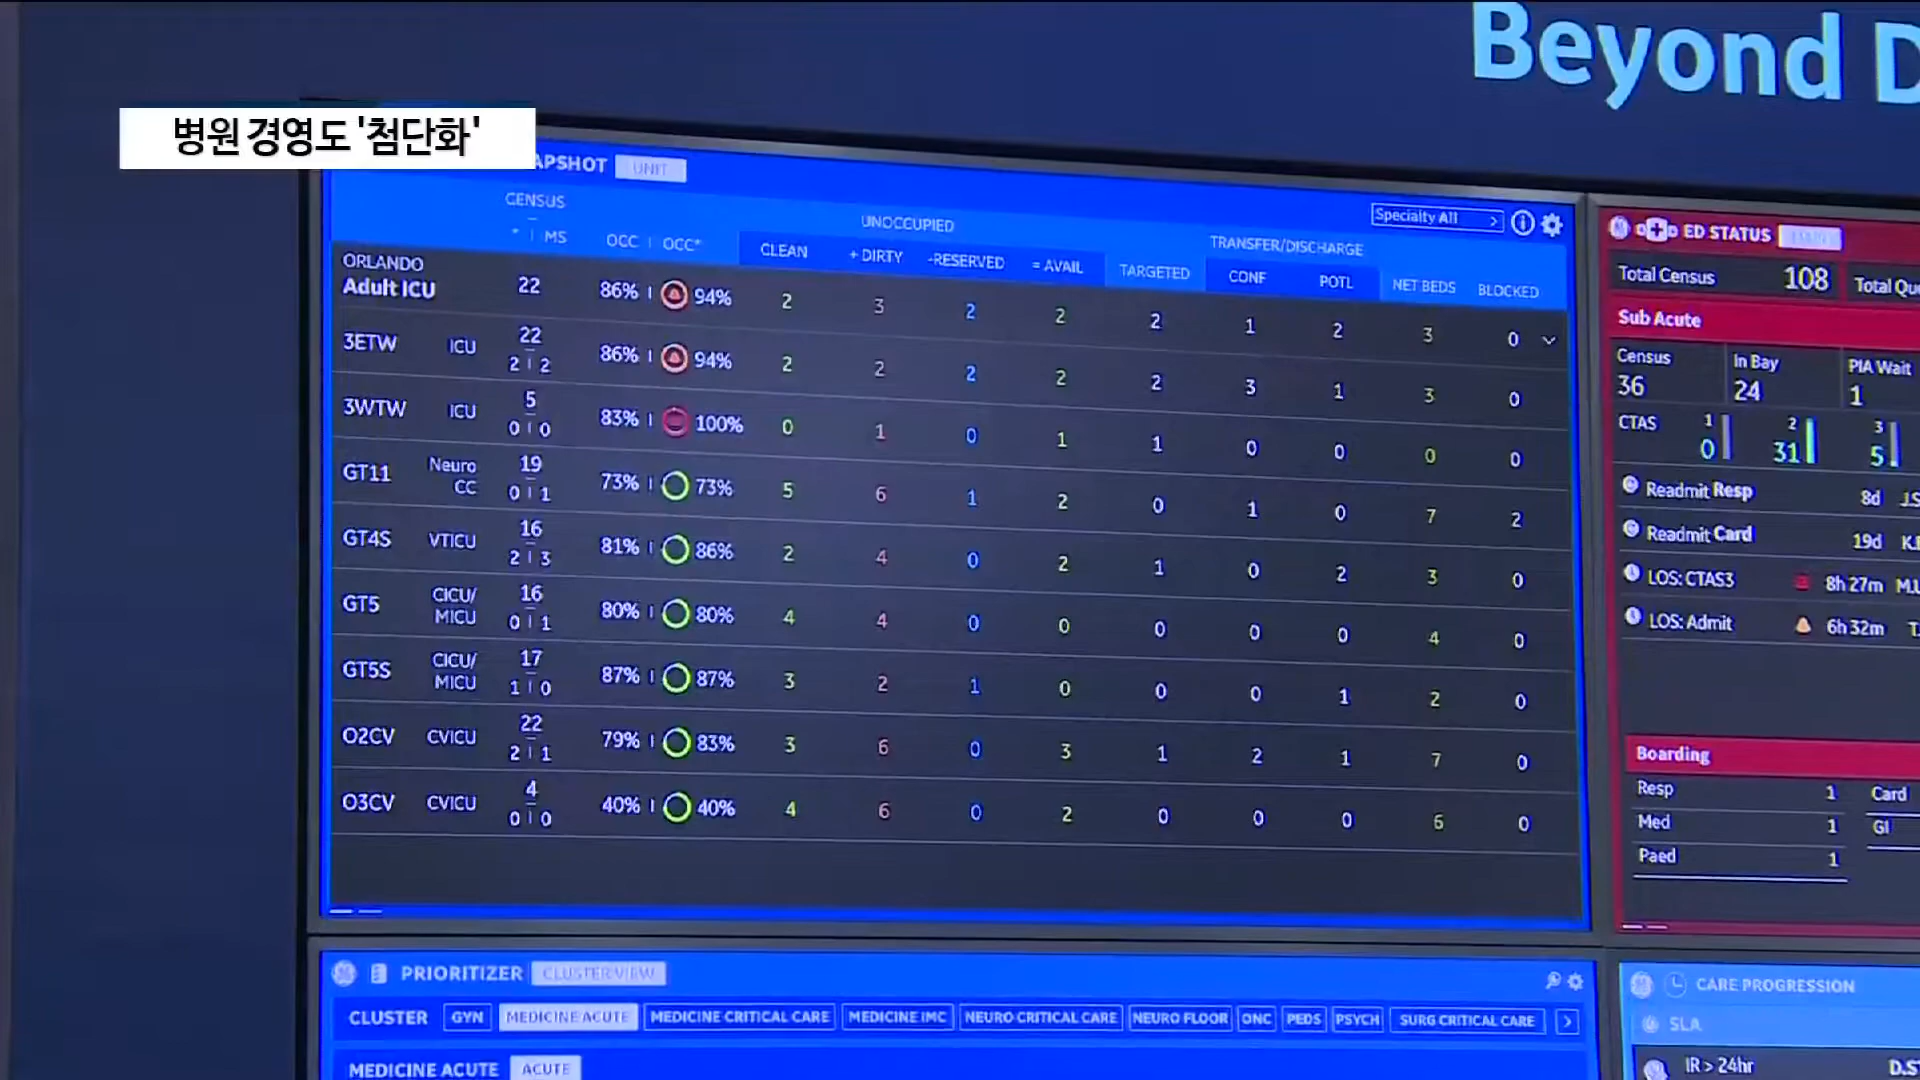 Beyond D
병원 경영도 '첨단화'
APSHOT UNIT
Specialty All >
CENSUS UNOCCUPIED TRANSFER/DISCHARGE
* | MS OCC | OCC* CLEAN + DIRTY -RESERVED = AVAIL TARGETED CONF POTL NET BEDS BLOCKED
ORLANDO
Adult ICU 22 86% | 94% 2 3 2 2 2 1 2 3 0
3ETW ICU 22 86% | 94% 2 2 2 2 2 3 1 3 0
2 | 2
3WTW ICU 5 83% | 100% 0 1 0 1 1 0 0 0 0
0 | 0
GT11 Neuro CC 19 73% | 73% 5 6 1 2 0 1 0 7 2
0 | 1
GT4S VTICU 16 81% | 86% 2 4 0 2 1 0 2 3 0
2 | 3
GT5 CICU/ MICU 16 80% | 80% 4 4 0 0 0 0 0 4 0
0 | 1
GT5S CICU/ MICU 17 87% | 87% 3 2 1 0 0 0 1 2 0
1 | 0
O2CV CVICU 22 79% | 83% 3 6 0 3 1 2 1 7 0
2 | 1
O3CV CVICU 4 40% | 40% 4 6 0 2 0 0 0 6 0
0 | 0
ED STATUS
Total Census 108 Total Qu
Sub Acute
Census In Bay PIA Wait
36 24 1
CTAS 1 2 3
0 31 5
Readmit Resp 8d J.S
Readmit Card 19d K.
LOS: CTAS3 8h 27m M.
LOS: Admit 6h 32m T.
Boarding
Resp 1 Card
Med 1 GI
Paed 1
PRIORITIZER CLUSTER VIEW
CLUSTER GYN MEDICINE ACUTE MEDICINE CRITICAL CARE MEDICINE IMC NEURO CRITICAL CARE NEURO FLOOR ONC PEDS PSYCH SURG CRITICAL CARE >
MEDICINE ACUTE ACUTE
CARE PROGRESSION
SLA
IR > 24hr D.S